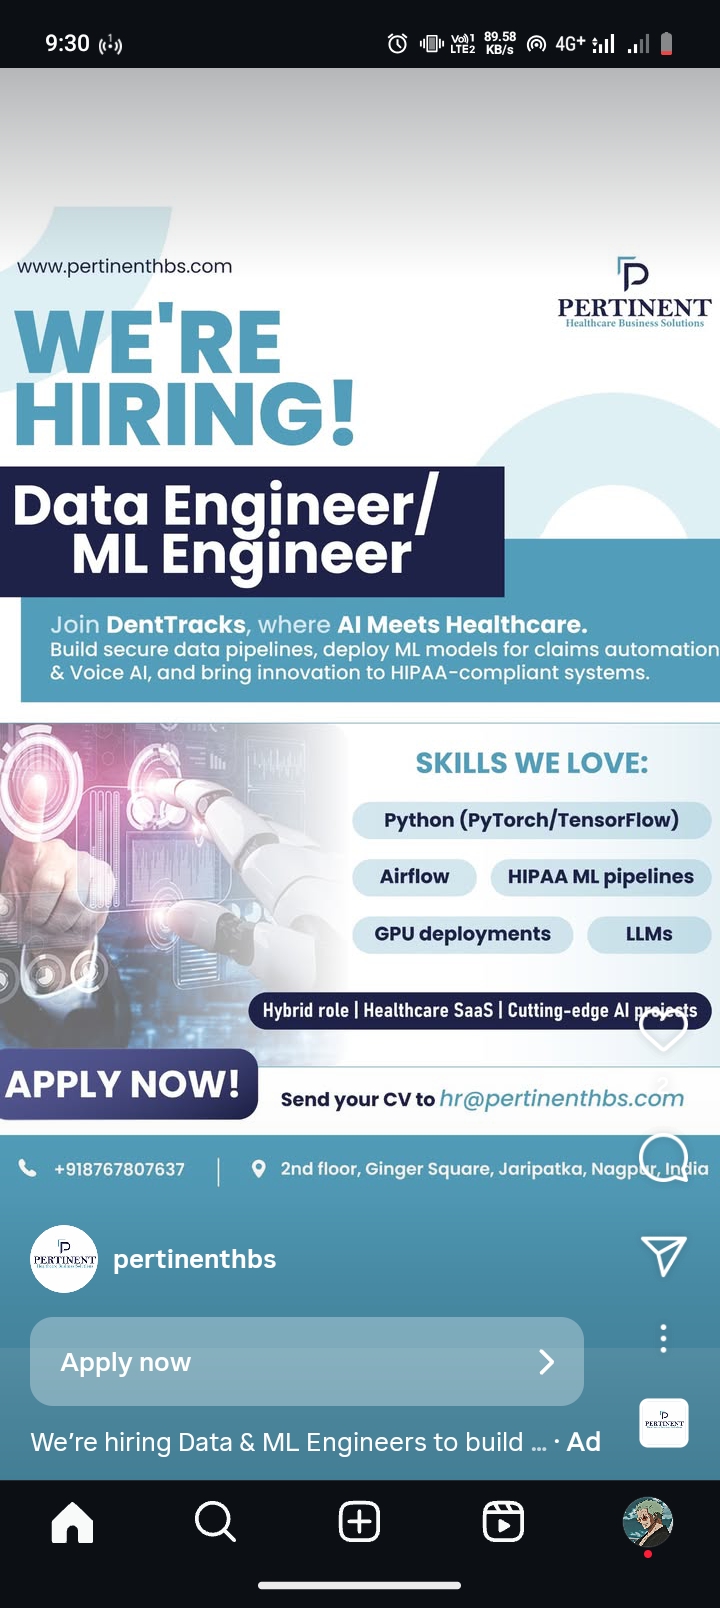 9:30
Vo)) 1
LTE2
89.58
KB/s
4G+
www.pertinenthbs.com
PERTINENT
Healthcare Business Solutions
WE'RE
HIRING!
Data Engineer/
ML Engineer
Join DentTracks, where AI Meets Healthcare.
Build secure data pipelines, deploy ML models for claims automation
& Voice AI, and bring innovation to HIPAA-compliant systems.
SKILLS WE LOVE:
Python (PyTorch/TensorFlow)
Airflow HIPAA ML pipelines
GPU deployments LLMs
Hybrid role | Healthcare SaaS | Cutting-edge AI projects
APPLY NOW!
Send your CV to hr@pertinenthbs.com
+918767807637
2nd floor, Ginger Square, Jaripatka, Nagpur, India
PERTINENT
pertinenthbs
Apply now
We're hiring Data & ML Engineers to build ... · Ad
PERTINENT